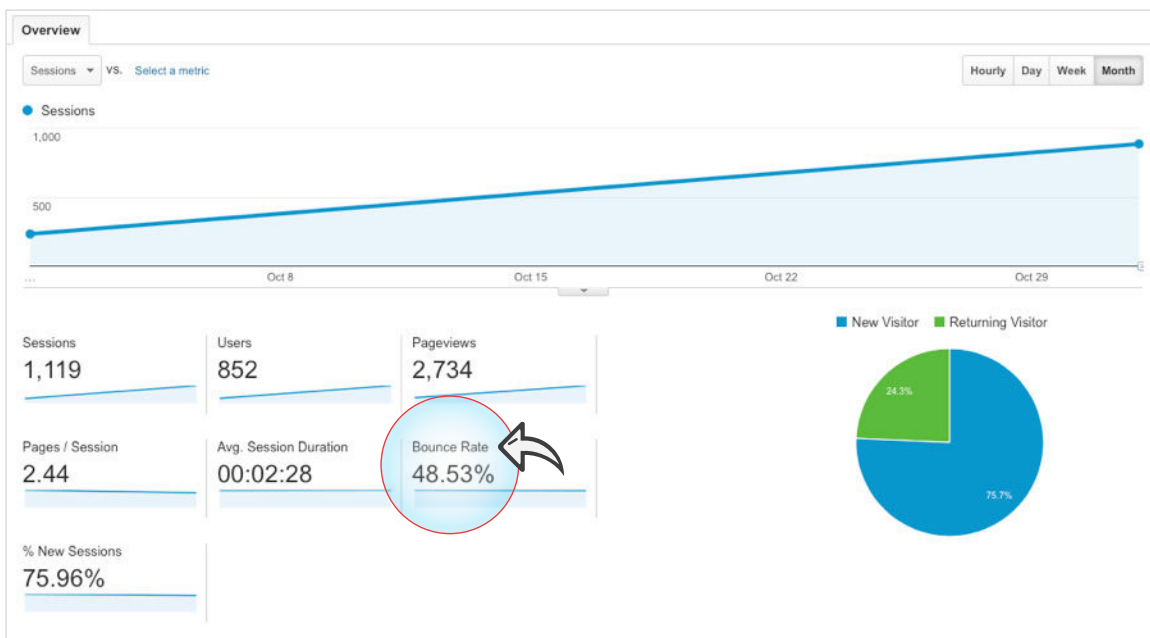 Overview
Sessions VS. Select a metric
Hourly Day Week Month
Sessions
1,000
500
... Oct 8 Oct 15 Oct 22 Oct 29
New Visitor Returning Visitor
Sessions Users Pageviews
1,119 852 2,734
24.3%
Pages / Session Avg. Session Duration Bounce Rate
2.44 00:02:28 48.53%
75.7%
% New Sessions
75.96%